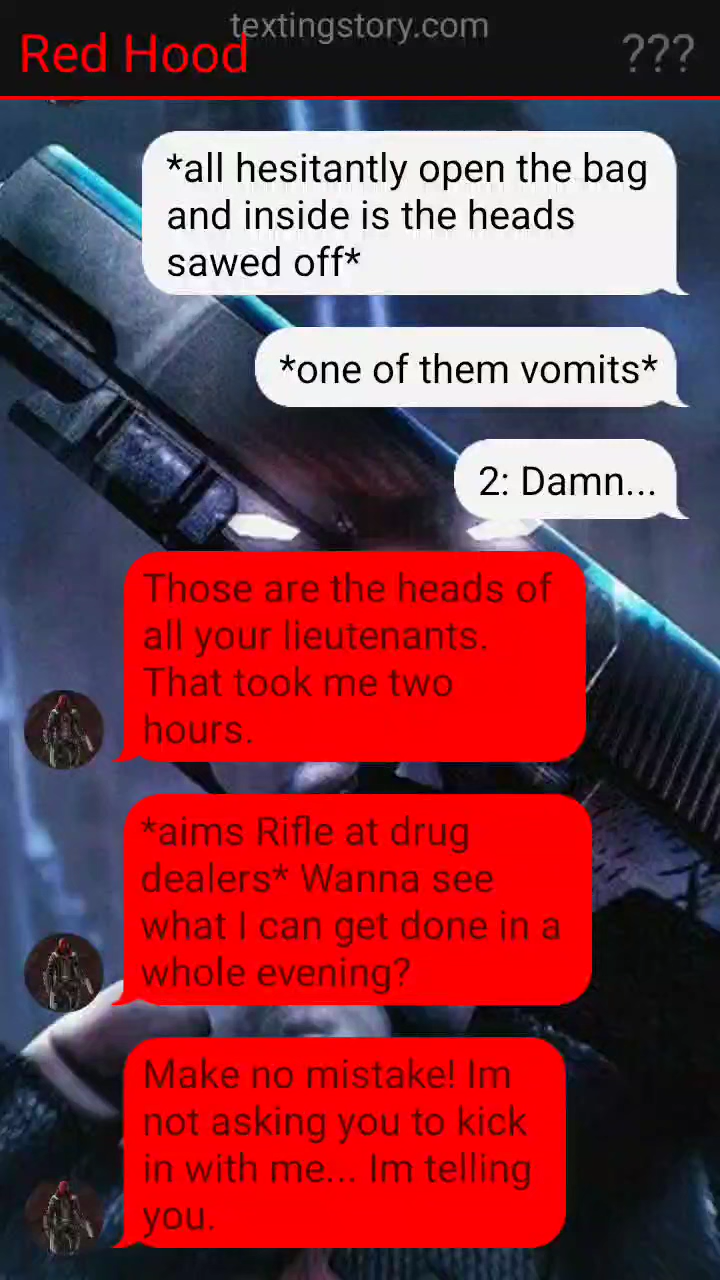 textingstory.com
Red Hood
???
*all hesitantly open the bag
and inside is the heads
sawed off*
*one of them vomits*
2: Damn...
Those are the heads of
all your lieutenants.
That took me two
hours.
*aims Rifle at drug
dealers* Wanna see
what I can get done in a
whole evening?
Make no mistake! Im
not asking you to kick
in with me... Im telling
you.
textingstory.com